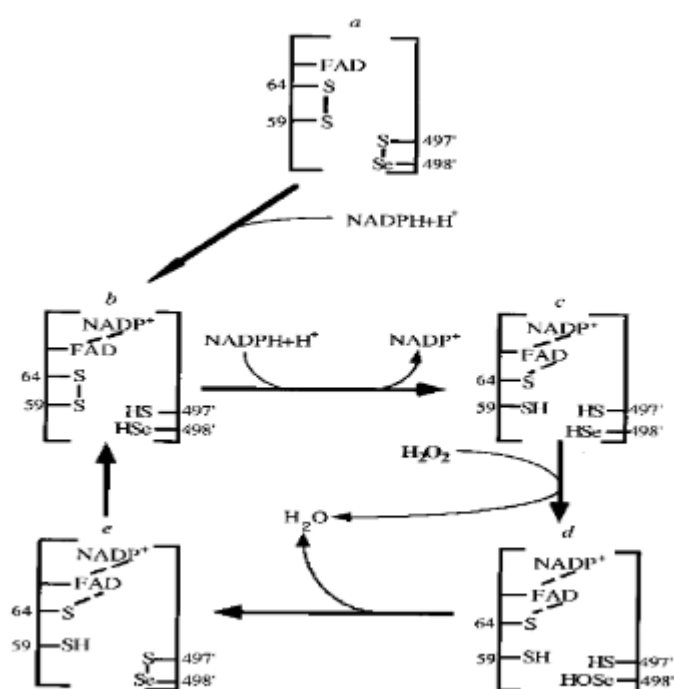 a
FAD
64 S
59 S
S 497'
Se 498'
NADPH+H⁺
b
NADP⁺
FAD
64 S
59 S
HS 497'
HSe 498'
NADPH+H⁺ NADP⁺
c
NADP⁺
FAD
64 S
59 SH HS 497'
HSe 498'
H₂O₂
H₂O
d
NADP⁺
FAD
64 S
59 SH HS 497'
HOSe 498'
e
NADP⁺
FAD
64 S
59 SH S 497'
Se 498'